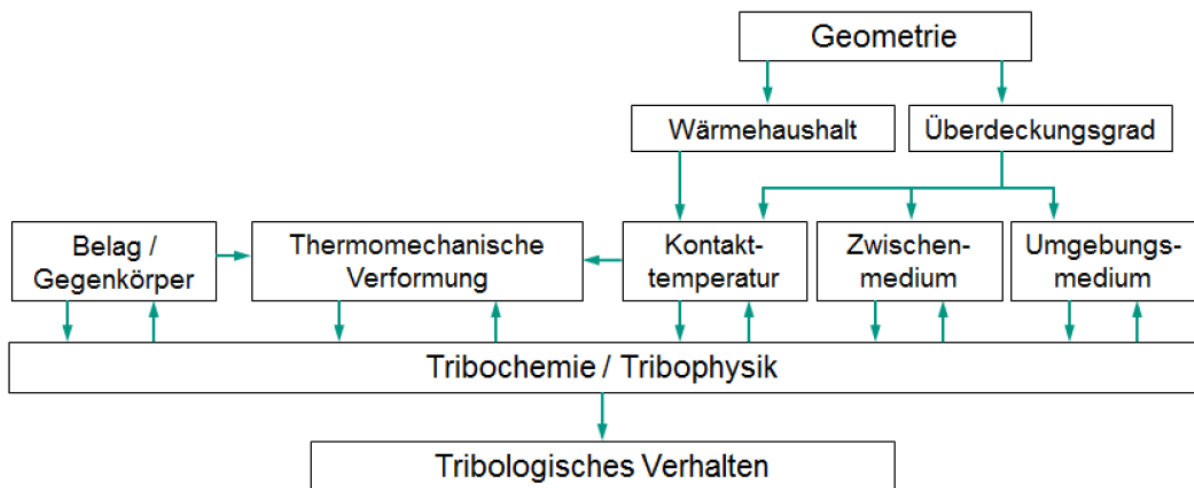 Geometrie
Wärmehaushalt
Überdeckungsgrad
Belag /
Gegenkörper
Thermomechanische
Verformung
Kontakt-
temperatur
Zwischen-
medium
Umgebungs-
medium
Tribochemie / Tribophysik
Tribologisches Verhalten